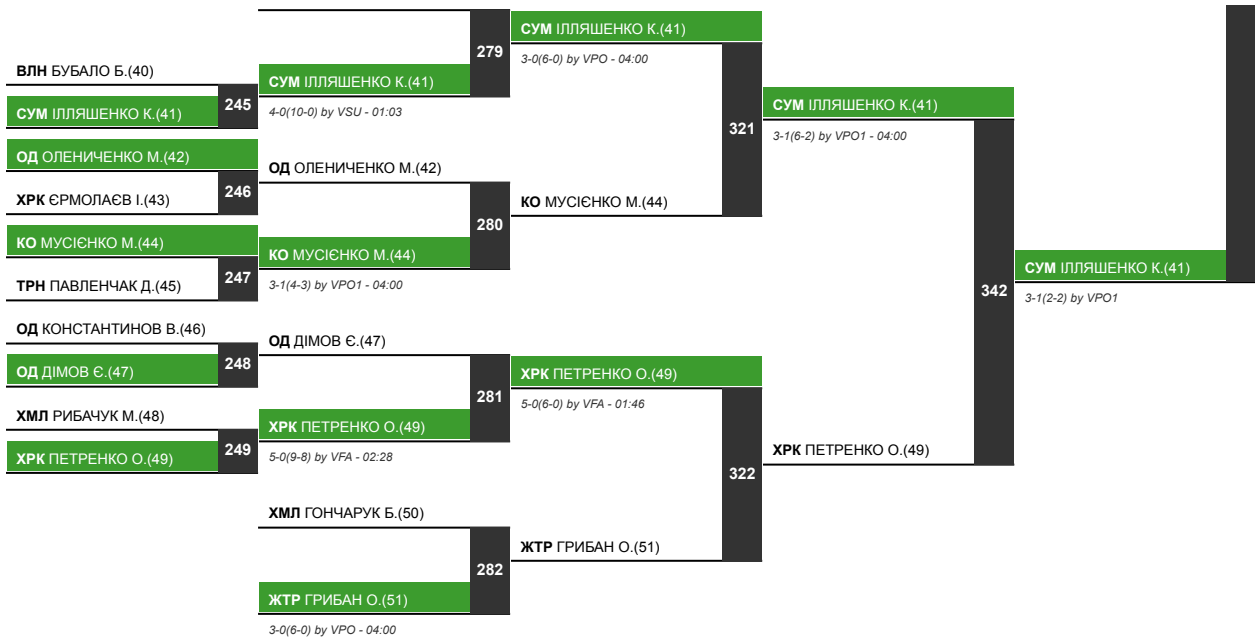 ВЛН БУБАЛО Б.(40)
СУМ ІЛЛЯШЕНКО К.(41)
245
ОД ОЛЕНИЧЕНКО М.(42)
ХРК ЄРМОЛАЄВ І.(43)
246
КО МУСІЄНКО М.(44)
ТРН ПАВЛЕНЧАК Д.(45)
247
ОД КОНСТАНТИНОВ В.(46)
ОД ДІМОВ Є.(47)
248
ХМЛ РИБАЧУК М.(48)
ХРК ПЕТРЕНКО О.(49)
249
СУМ ІЛЛЯШЕНКО К.(41)
4-0(10-0) by VSU - 01:03
279
ОД ОЛЕНИЧЕНКО М.(42)
КО МУСІЄНКО М.(44)
3-1(4-3) by VPO1 - 04:00
280
ОД ДІМОВ Є.(47)
ХРК ПЕТРЕНКО О.(49)
5-0(9-8) by VFA - 02:28
281
ХМЛ ГОНЧАРУК Б.(50)
ЖТР ГРИБАН О.(51)
3-0(6-0) by VPO - 04:00
282
СУМ ІЛЛЯШЕНКО К.(41)
3-0(6-0) by VPO - 04:00
КО МУСІЄНКО М.(44)
321
ХРК ПЕТРЕНКО О.(49)
5-0(6-0) by VFA - 01:46
ЖТР ГРИБАН О.(51)
322
СУМ ІЛЛЯШЕНКО К.(41)
3-1(6-2) by VPO1 - 04:00
ХРК ПЕТРЕНКО О.(49)
342
СУМ ІЛЛЯШЕНКО К.(41)
3-1(2-2) by VPO1